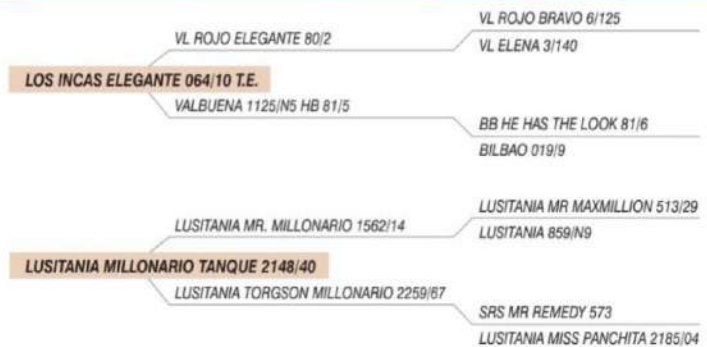 VL ROJO BRAVO 6/125
VL ROJO ELEGANTE 80/2
VL ELENA 3/140
LOS INCAS ELEGANTE 064/10 T.E.
VALBUENA 1125/N5 HB 81/5
BB HE HAS THE LOOK 81/6
BILBAO 019/9
LUSITANIA MR MAXMILLION 513/29
LUSITANIA MR. MILLONARIO 1562/14
LUSITANIA 859/N9
LUSITANIA MILLONARIO TANQUE 2148/40
LUSITANIA TORGSON MILLONARIO 2259/67
SRS MR REMEDY 573
LUSITANIA MISS PANCHITA 2185/04